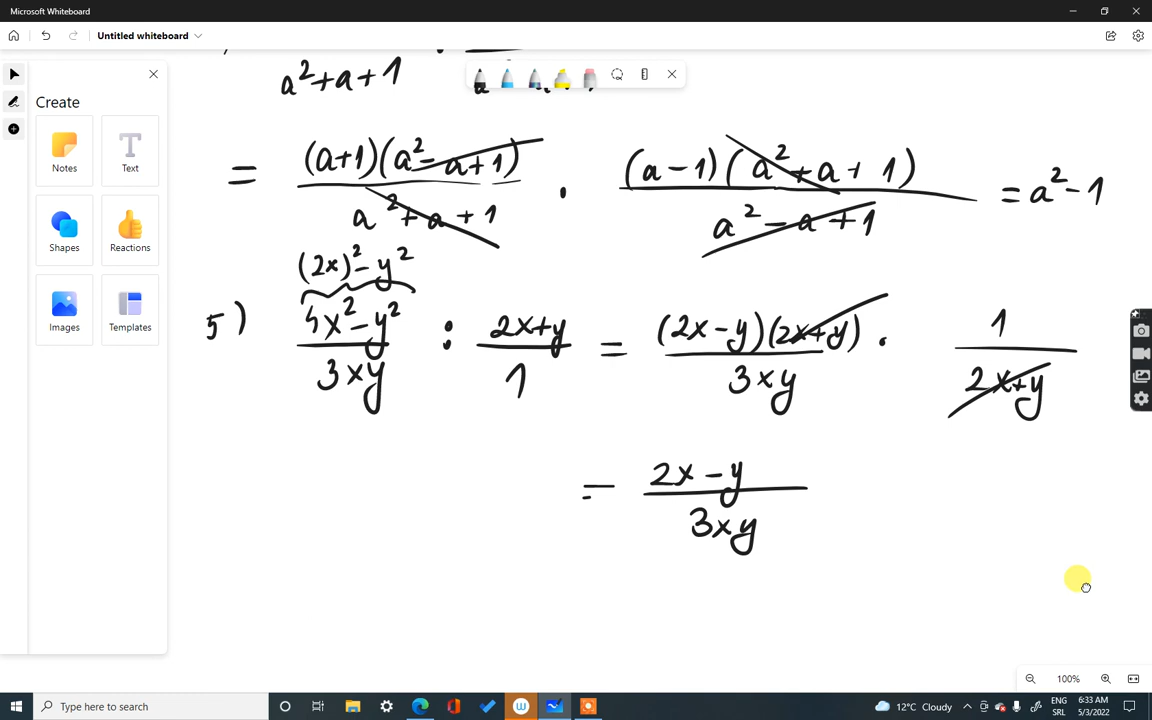 Microsoft Whiteboard
Untitled whiteboard
a²+a+1
Create
Notes
Text
Shapes
Reactions
Images
Templates
= (a+1)(a²-a+1) / a²+a+1 · (a-1)(a²+a+1) / a²-a+1 = a²-1
(2x)²-y²
5) 4x²-y² / 3xy : 2x+y / 1 = (2x-y)(2x+y) / 3xy · 1 / 2x+y
= 2x-y / 3xy
100%
Type here to search
12°C Cloudy
ENG
SRL
6:33 AM
5/3/2022